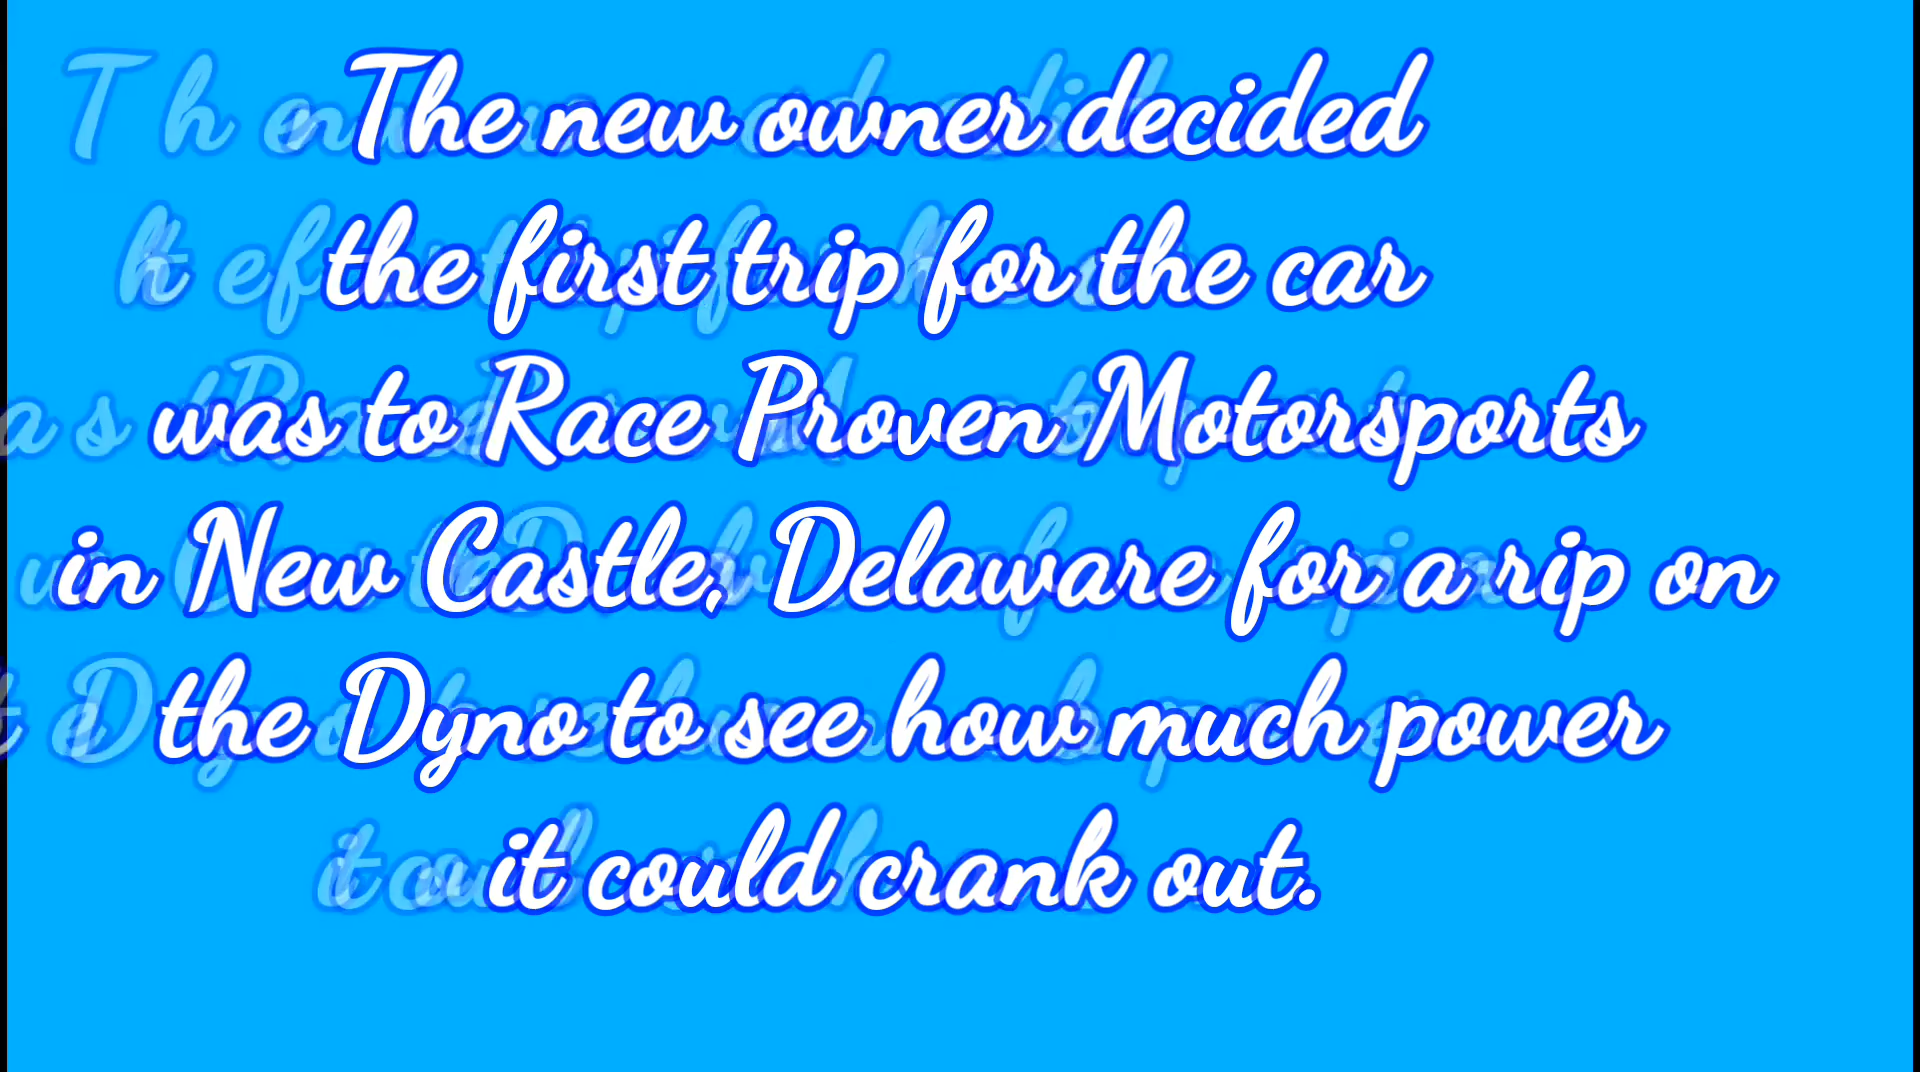 The new owner decided
the first trip for the car
was to Race Proven Motorsports
in New Castle, Delaware for a rip on
the Dyno to see how much power
it could crank out.